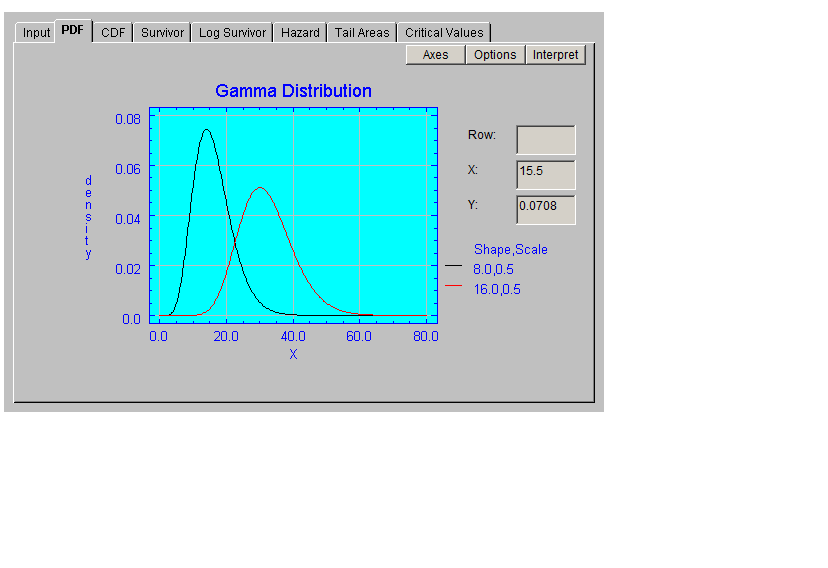 Input PDF CDF Survivor Log Survivor Hazard Tail Areas Critical Values
Axes Options Interpret
Gamma Distribution
0.08
0.06
0.04
0.02
0.0
density
0.0 20.0 40.0 60.0 80.0
X
Row:
X: 15.5
Y: 0.0708
Shape,Scale
8.0,0.5
16.0,0.5